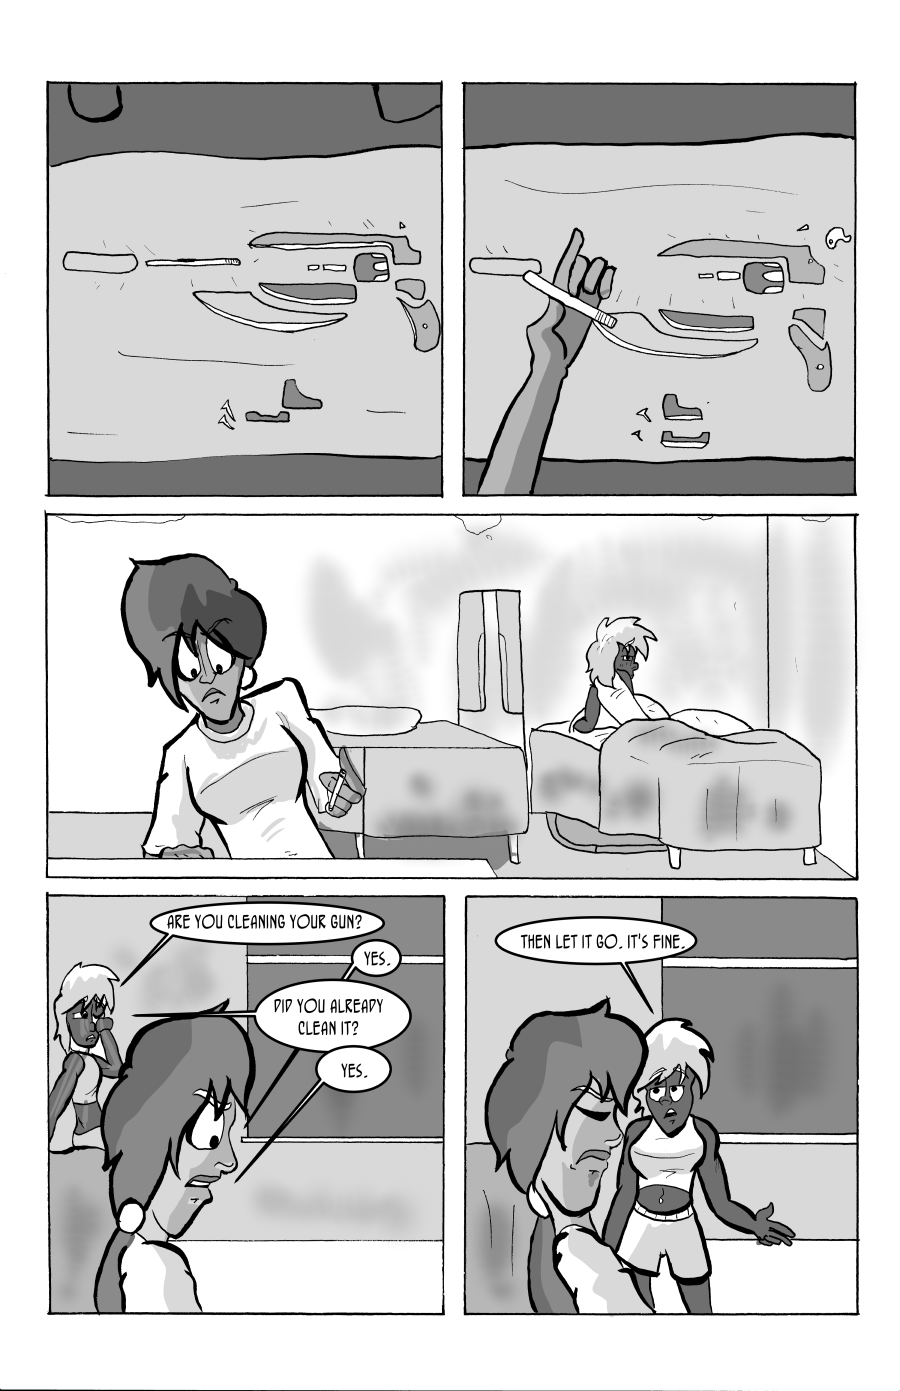 ARE YOU CLEANING YOUR GUN?
YES.
DID YOU ALREADY
CLEAN IT?
YES.
THEN LET IT GO. IT'S FINE.